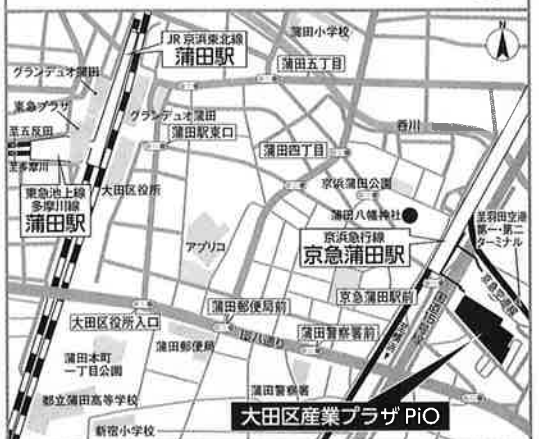 N
蒲田小学校
JR 京浜東北線
蒲田駅
グランデュオ蒲田
蒲田五丁目
東急プラザ
グランデュオ蒲田
呑川
至五反田
蒲田駅東口
蒲田四丁目
至多摩川
東急池上線
多摩川線
蒲田駅
大田区役所
京浜蒲田公園
蒲田八幡神社
至羽田空港
第一・第二
ターミナル
京浜急行線
京急蒲田駅
アプリコ
京急空港線
京急蒲田駅前
蒲田郵便局前
大田区役所入口
環八通り
蒲田警察署前
蒲田本町
一丁目公園
蒲田郵便局
蒲田警察署
都立蒲田高等学校
大田区産業プラザ PiO
新宿小学校